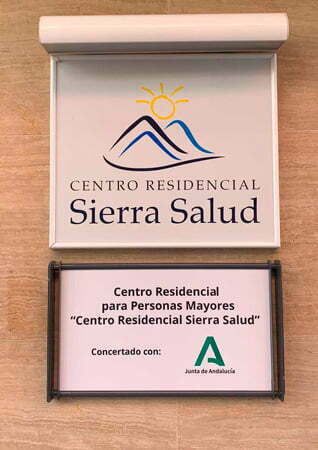 CENTRO RESIDENCIAL
Sierra Salud
Centro Residencial
para Personas Mayores
“Centro Residencial Sierra Salud”
Concertado con:
Junta de Andalucía